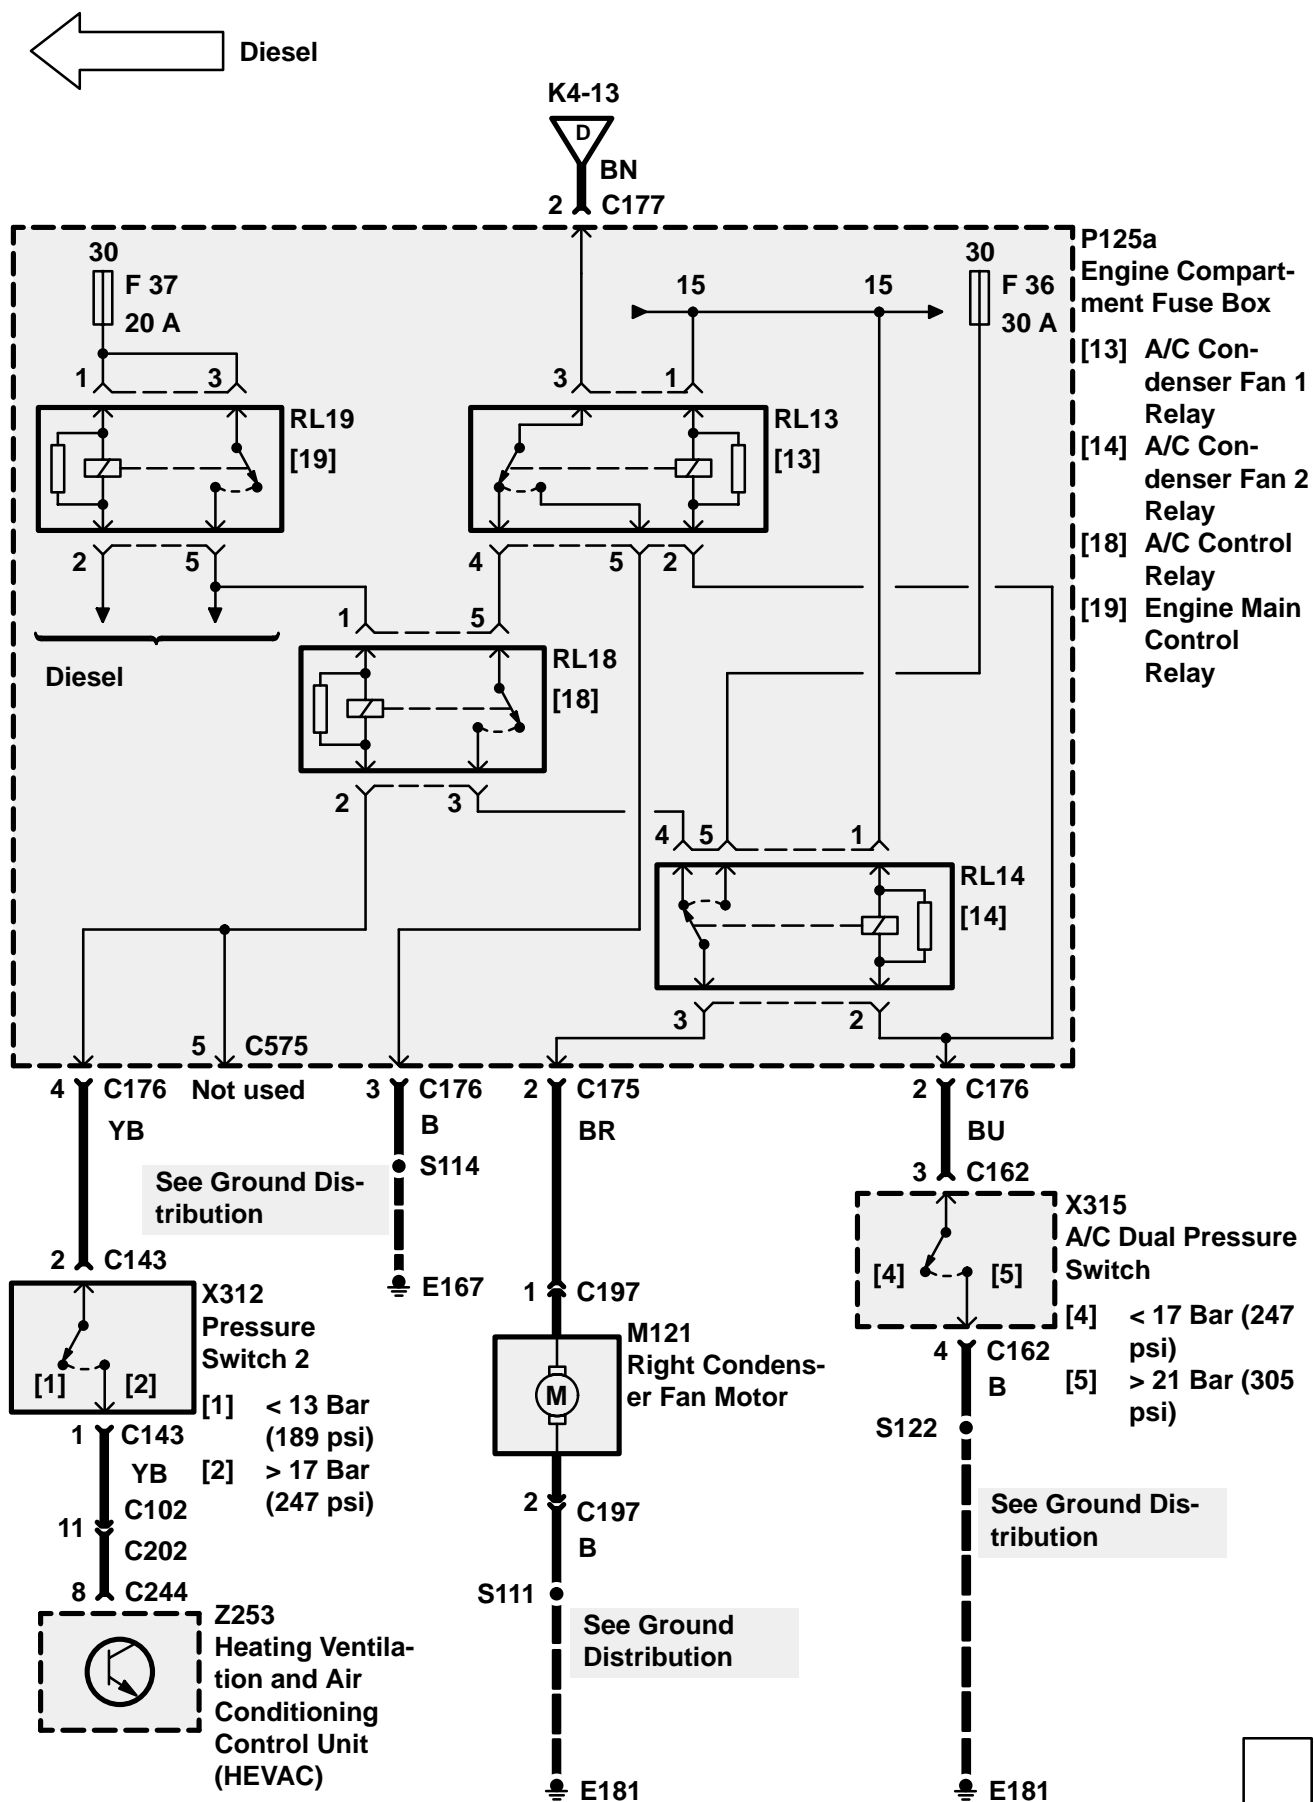 Diesel
K4-13
D
BN
2 C177
P125a
Engine Compart-
ment Fuse Box
[13] A/C Con-
denser Fan 1
Relay
[14] A/C Con-
denser Fan 2
Relay
[18] A/C Control
Relay
[19] Engine Main
Control
Relay
30
F 37
20 A
15
15
30
F 36
30 A
1 3
3 1
RL19
[19]
RL13
[13]
2 5
4 5 2
Diesel
1 5
RL18
[18]
2 3
4 5 1
RL14
[14]
3 2
5 C575
4 C176
Not used
3 C176
2 C175
2 C176
YB
B
BR
BU
S114
See Ground Dis-
tribution
E167
3 C162
X315
A/C Dual Pressure
Switch
[4] [5]
[4] < 17 Bar (247
psi)
[5] > 21 Bar (305
psi)
4 C162
B
S122
See Ground Dis-
tribution
E181
2 C143
X312
Pressure
Switch 2
[1] [2]
[1] < 13 Bar
(189 psi)
[2] > 17 Bar
(247 psi)
1 C143
YB
C102
11
C202
8 C244
Z253
Heating Ventila-
tion and Air
Conditioning
Control Unit
(HEVAC)
1 C197
M121
Right Condens-
er Fan Motor
M
2 C197
B
S111
See Ground
Distribution
E181